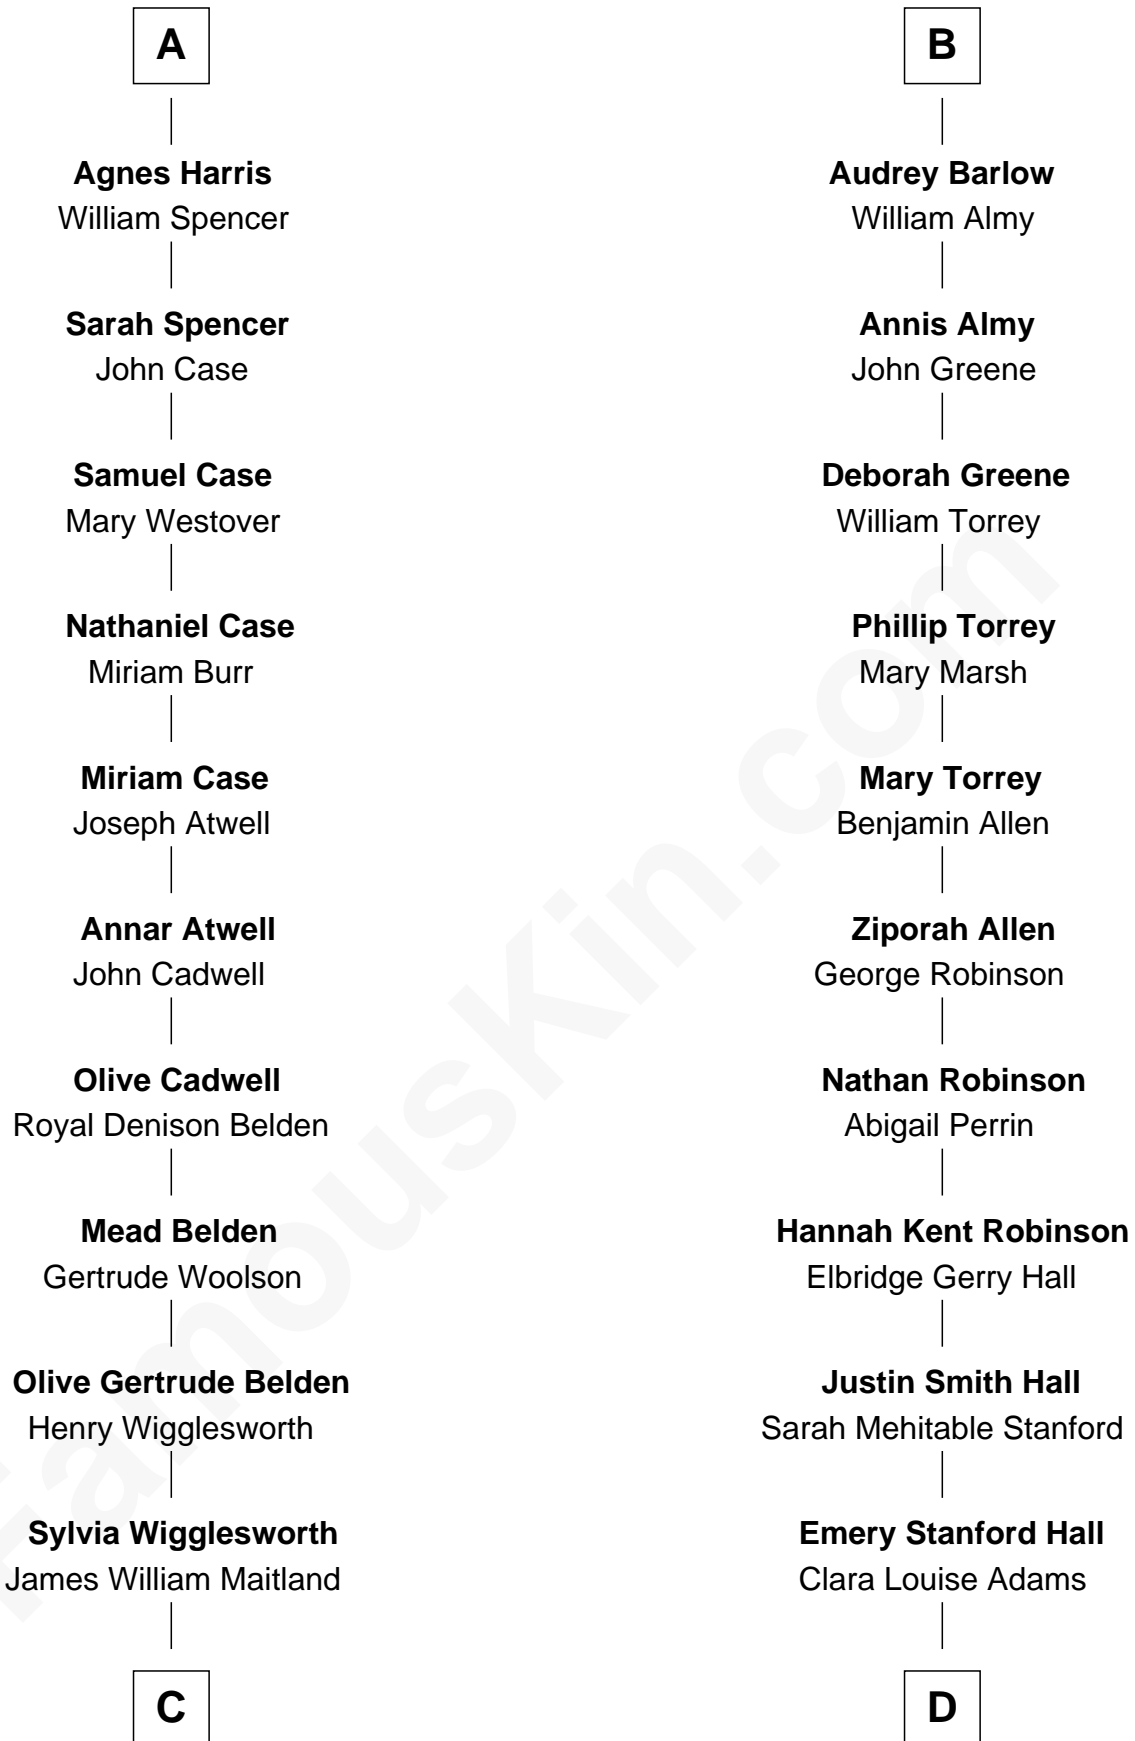 A
Agnes Harris
William Spencer
Sarah Spencer
John Case
Samuel Case
Mary Westover
Nathaniel Case
Miriam Burr
Miriam Case
Joseph Atwell
Annar Atwell
John Cadwell
Olive Cadwell
Royal Denison Belden
Mead Belden
Gertrude Woolson
Olive Gertrude Belden
Henry Wigglesworth
Sylvia Wigglesworth
James William Maitland
C
B
Audrey Barlow
William Almy
Annis Almy
John Greene
Deborah Greene
William Torrey
Phillip Torrey
Mary Marsh
Mary Torrey
Benjamin Allen
Ziporah Allen
George Robinson
Nathan Robinson
Abigail Perrin
Hannah Kent Robinson
Elbridge Gerry Hall
Justin Smith Hall
Sarah Mehitable Stanford
Emery Stanford Hall
Clara Louise Adams
D
FamousKin.com